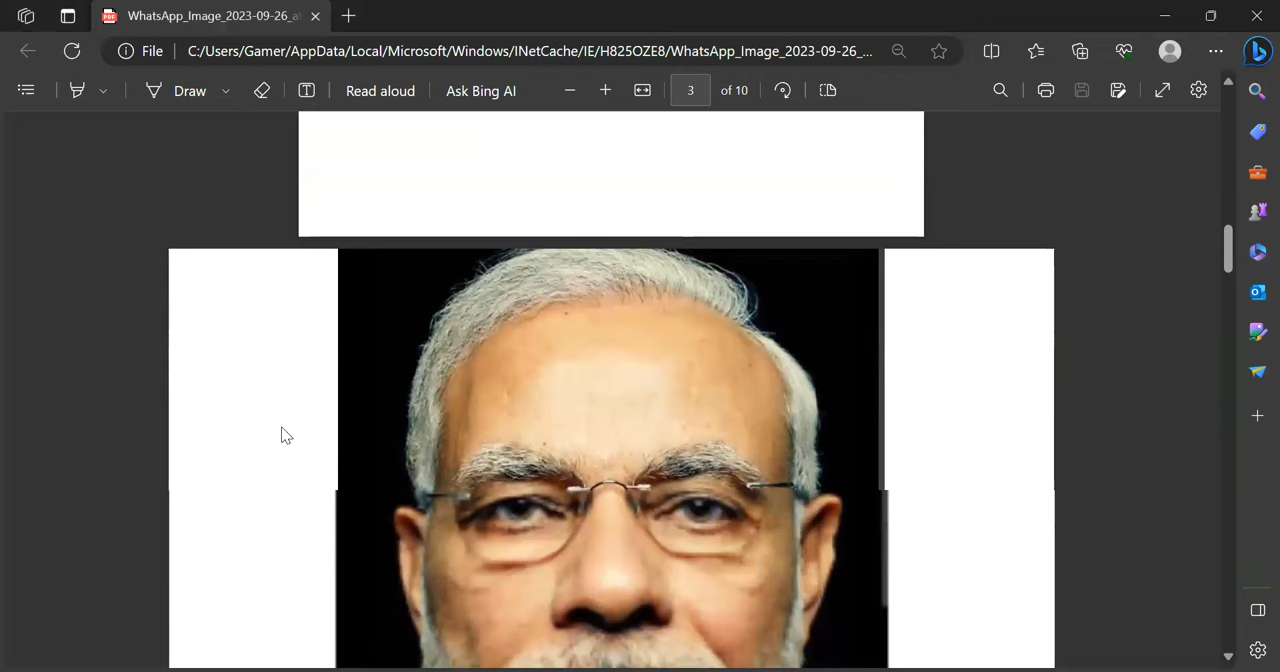 WhatsApp_Image_2023-09-26_at
File
C:/Users/Gamer/AppData/Local/Microsoft/Windows/INetCache/IE/H825OZE8/WhatsApp_Image_2023-09-26_...
Draw
Read aloud
Ask Bing AI
3
of 10